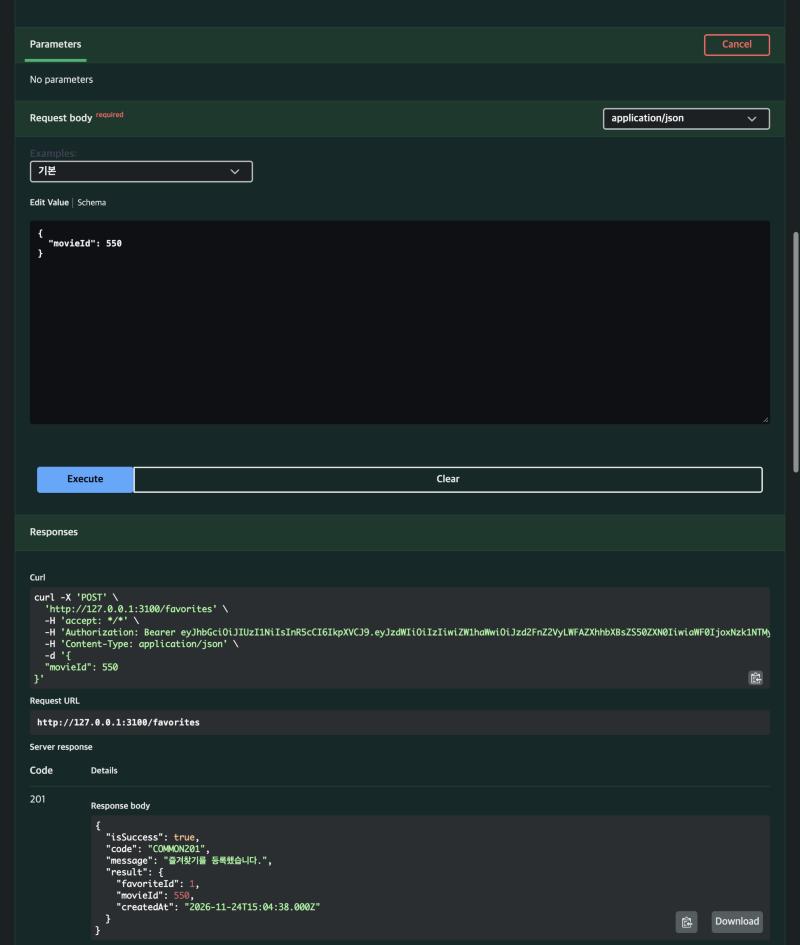 Parameters
Cancel
No parameters
Request body required
application/json
Examples:
기본
Edit Value | Schema
{
  "movieId": 550
}
Execute
Clear
Responses
Curl
curl -X 'POST' \
  'http://127.0.0.1:3100/favorites' \
  -H 'accept: */*' \
  -H 'Authorization: Bearer
  -H 'Content-Type: application/json' \
  -d '{
  "movieId": 550
}'
Request URL
http://127.0.0.1:3100/favorites
Server response
Code
Details
201
Response body
{
  "isSuccess": true,
  "code": "COMMON201",
  "message": "즐겨찾기를 등록했습니다.",
  "result": {
    "favoriteId": 1,
    "movieId": 550,
    "createdAt": "2026-11-24T15:04:38.000Z"
  }
}
Download